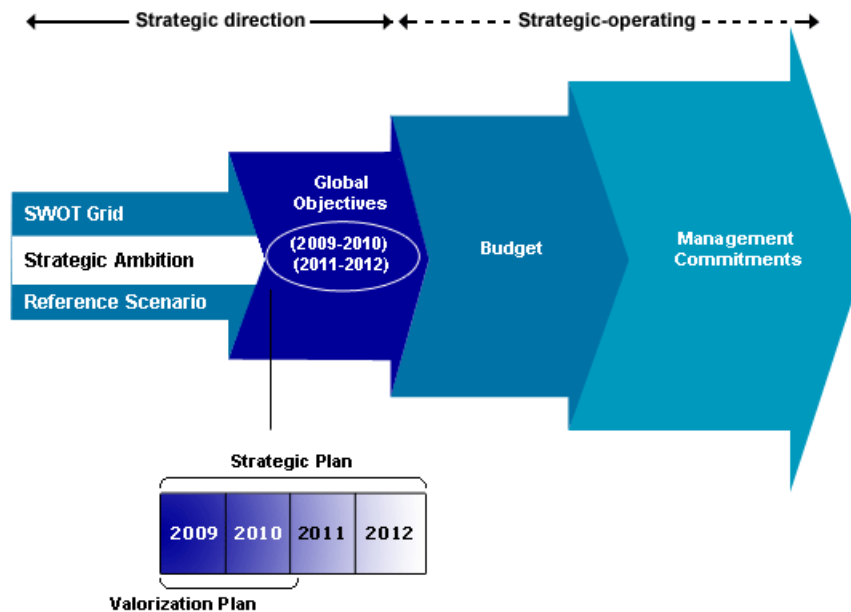 Strategic direction
Strategic-operating
SWOT Grid
Strategic Ambition
Reference Scenario
Global
Objectives
(2009-2010)
(2011-2012)
Budget
Management
Commitments
Strategic Plan
2009 2010 2011 2012
Valorization Plan